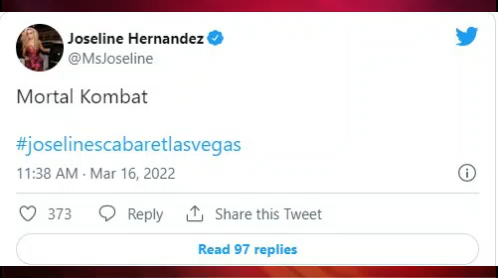 Joseline Hernandez
@MsJoseline
Mortal Kombat
#joselinescabaretlasvegas
11:38 AM · Mar 16, 2022
373 Reply Share this Tweet
Read 97 replies